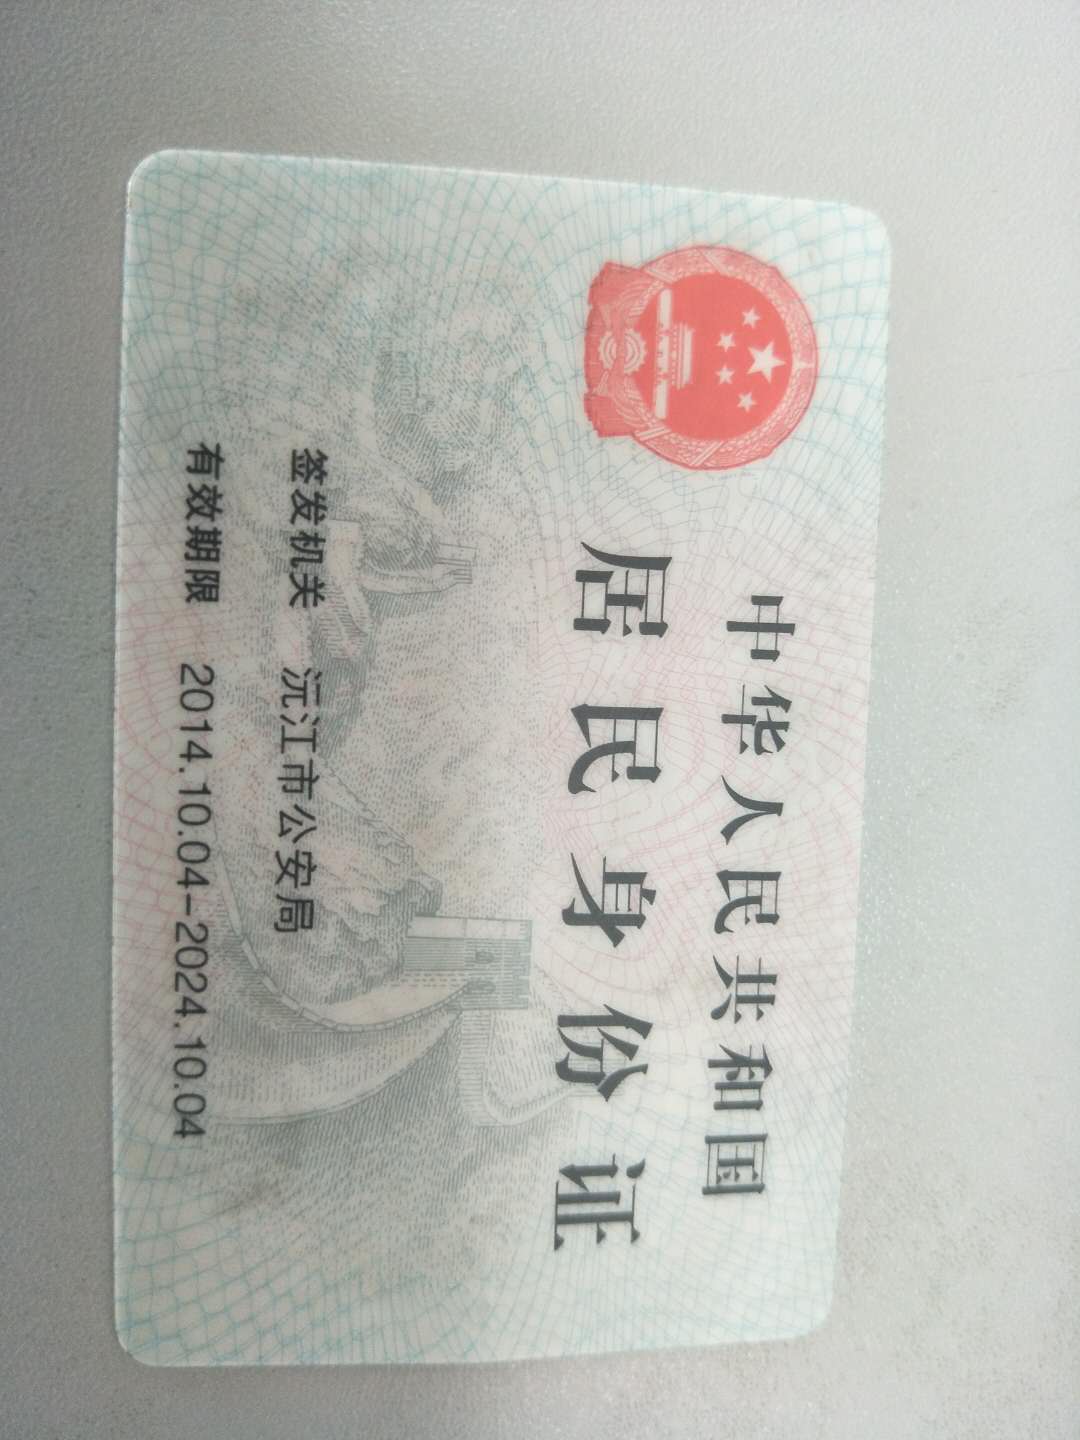 中华人民共和国
居民身份证
签发机关 沅江市公安局
有效期限 2014.10.04-2024.10.04